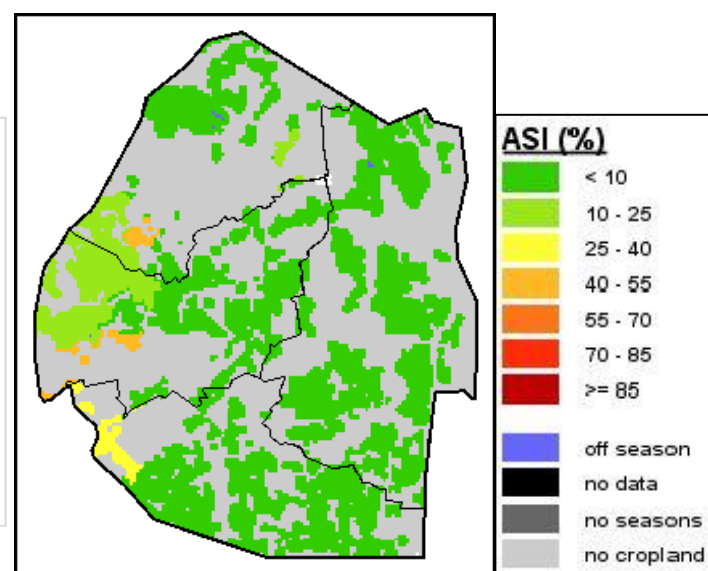 ASI (%)
< 10
10 - 25
25 - 40
40 - 55
55 - 70
70 - 85
>= 85
off season
no data
no seasons
no cropland